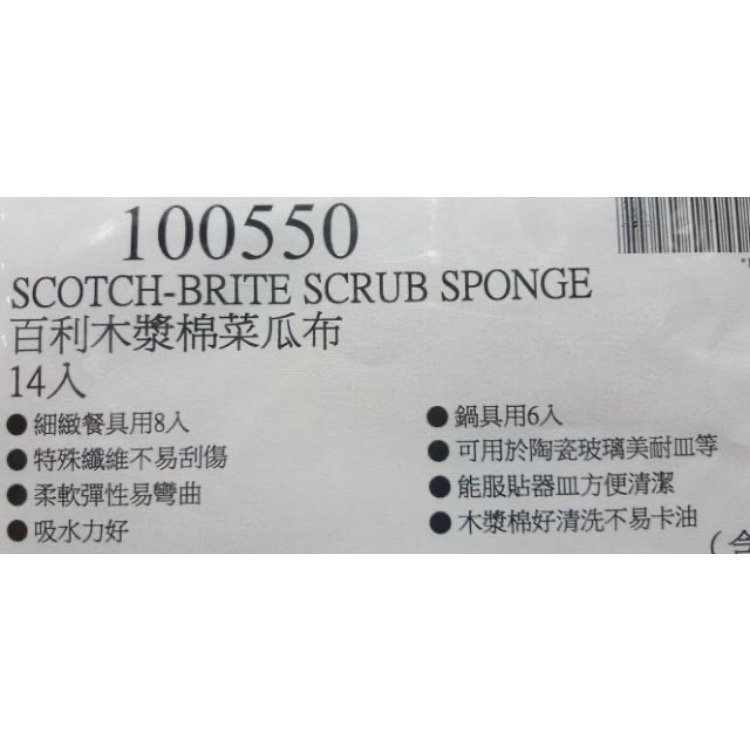 100550
SCOTCH-BRITE SCRUB SPONGE
百利木漿棉菜瓜布
14入
● 細緻餐具用8入
● 特殊纖維不易刮傷
● 柔軟彈性易彎曲
● 吸水力好
● 鍋具用6入
● 可用於陶瓷玻璃美耐皿等
● 能服貼器皿方便清潔
● 木漿棉好清洗不易卡油